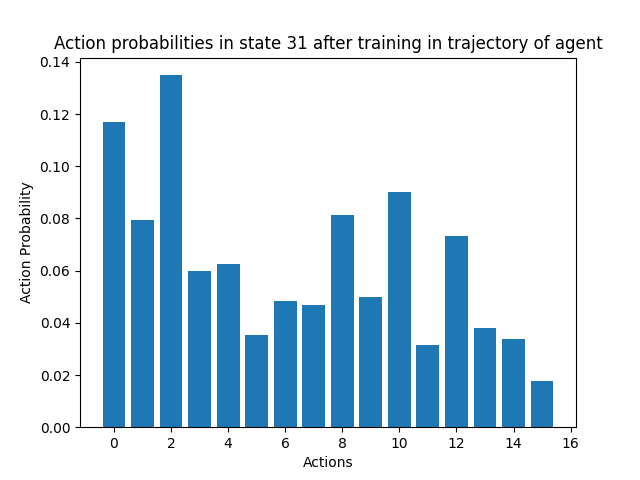 Action probabilities in state 31 after training in trajectory of agent
0.14
0.12
0.10
0.08
0.06
0.04
0.02
0.00
Action Probability
0 2 4 6 8 10 12 14 16
Actions